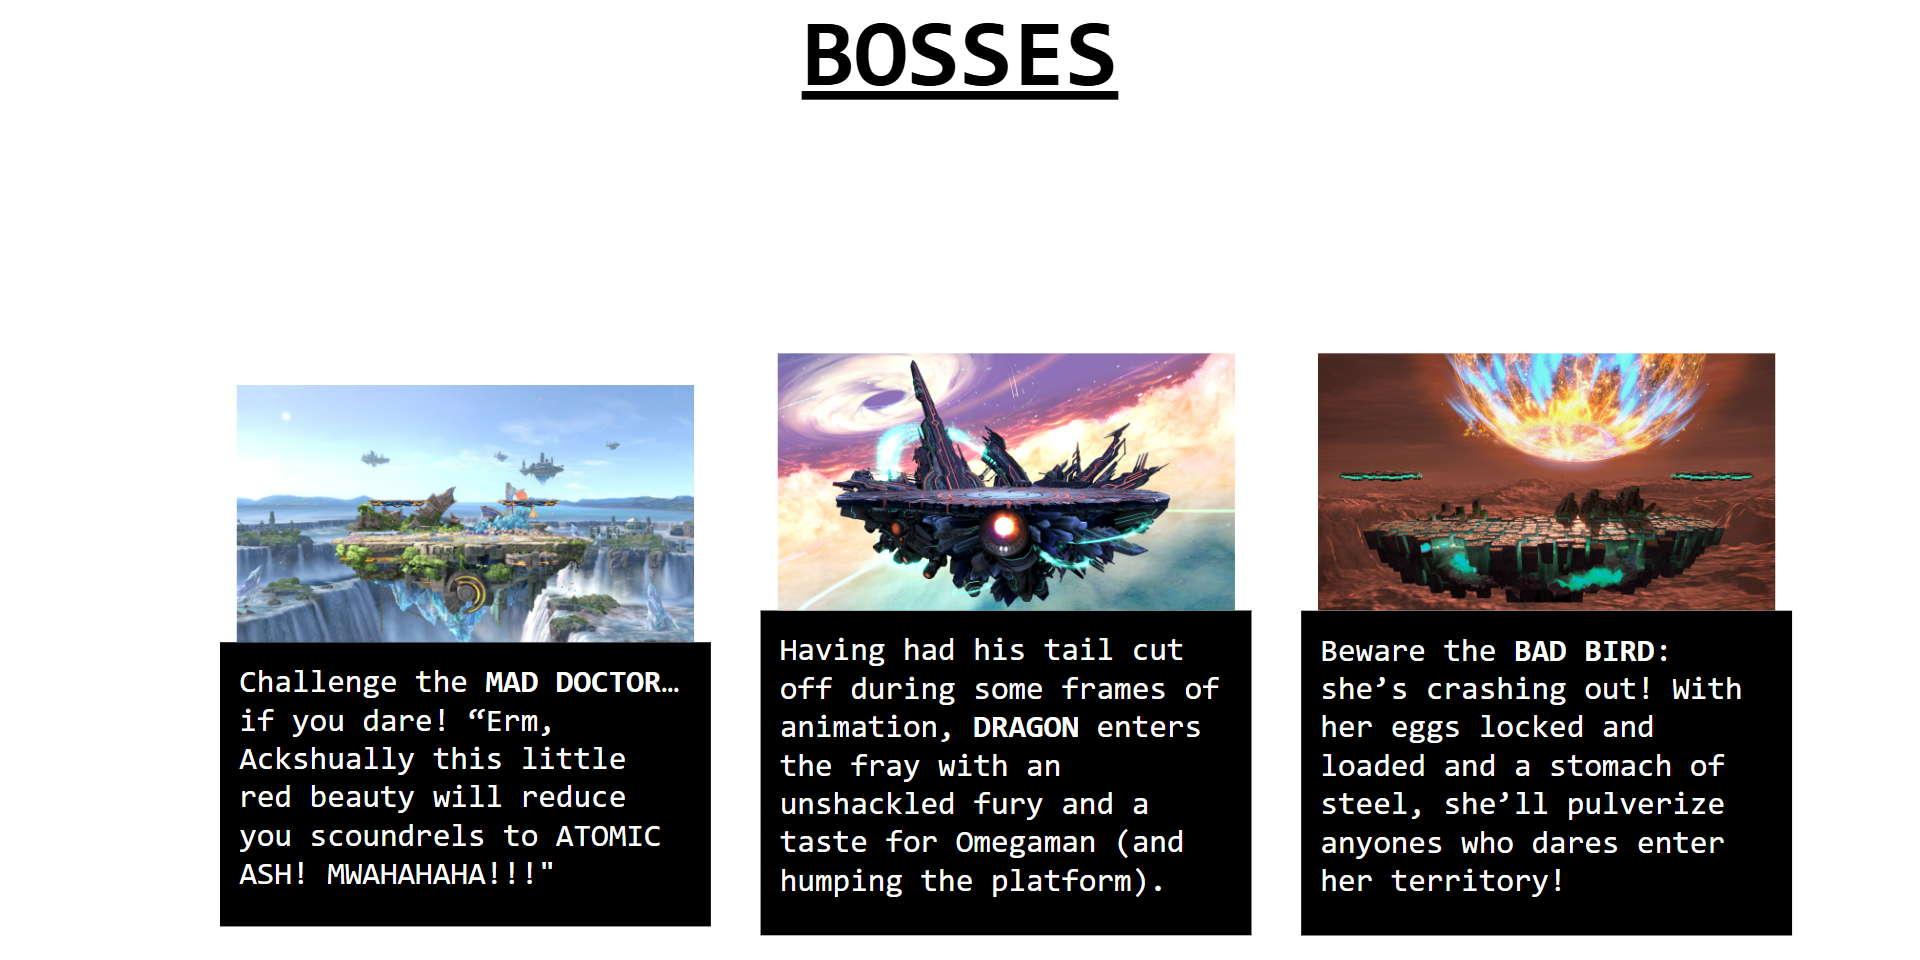 BOSSES
Challenge the MAD DOCTOR…
if you dare! “Erm,
Ackshually this little
red beauty will reduce
you scoundrels to ATOMIC
ASH! MWAHAHAHA!!!"
Having had his tail cut
off during some frames of
animation, DRAGON enters
the fray with an
unshackled fury and a
taste for Omegaman (and
humping the platform).
Beware the BAD BIRD:
she’s crashing out! With
her eggs locked and
loaded and a stomach of
steel, she’ll pulverize
anyones who dares enter
her territory!